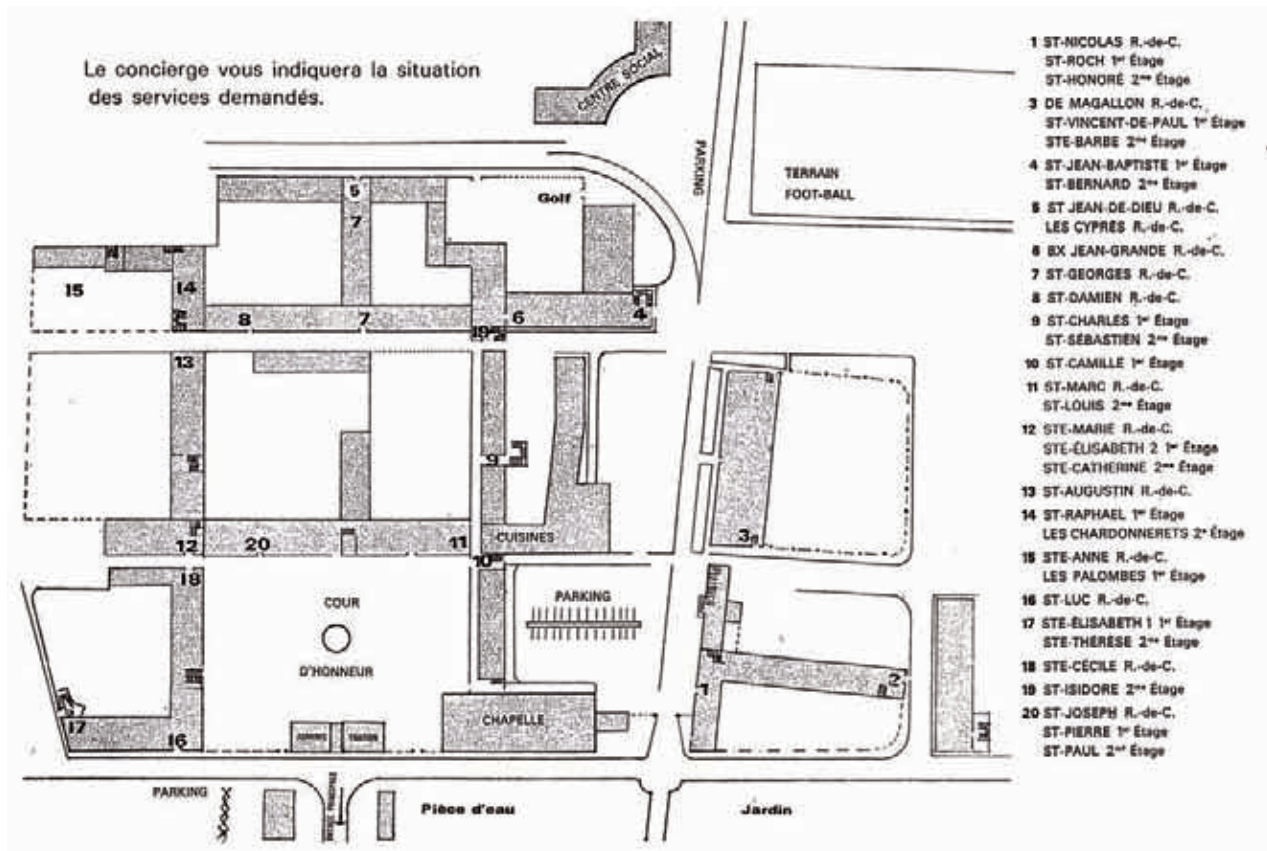 Le concierge vous indiquera la situation
des services demandés.
CENTRE SOCIAL
PARKING
TERRAIN
FOOT-BALL
Golf
5
7
15
14
8
7
19
6
4
13
9
12
20
11
CUISINES
3
18
10
COUR
D'HONNEUR
PARKING
1
2
17
16
CHAPELLE
PARKING
Pièce d'eau
Jardin
1 ST-NICOLAS R.-de-C.
ST-ROCH 1er Étage
ST-HONORÉ 2me Étage
3 DE MAGALLON R.-de-C.
ST-VINCENT-DE-PAUL 1er Étage
STE-BARBE 2me Étage
4 ST-JEAN-BAPTISTE 1er Étage
ST-BERNARD 2me Étage
5 ST JEAN-DE-DIEU R.-de-C.
LES CYPRÈS R.-de-C.
6 BX JEAN-GRANDE R.-de-C.
7 ST-GEORGES R.-de-C.
8 ST-DAMIEN R.-de-C.
9 ST-CHARLES 1er Étage
ST-SÉBASTIEN 2me Étage
10 ST-CAMILLE 1er Étage
11 ST-MARC R.-de-C.
ST-LOUIS 2me Étage
12 STE-MARIE R.-de-C.
STE-ÉLISABETH 2 1er Étage
STE-CATHERINE 2me Étage
13 ST-AUGUSTIN R.-de-C.
14 ST-RAPHAEL 1er Étage
LES CHARDONNERETS 2e Étage
15 STE-ANNE R.-de-C.
LES PALOMBES 1er Étage
16 ST-LUC R.-de-C.
17 STE-ÉLISABETH 1 1er Étage
STE-THÉRÈSE 2me Étage
18 STE-CÉCILE R.-de-C.
19 ST-ISIDORE 2me Étage
20 ST-JOSEPH R.-de-C.
ST-PIERRE 1er Étage
ST-PAUL 2me Étage